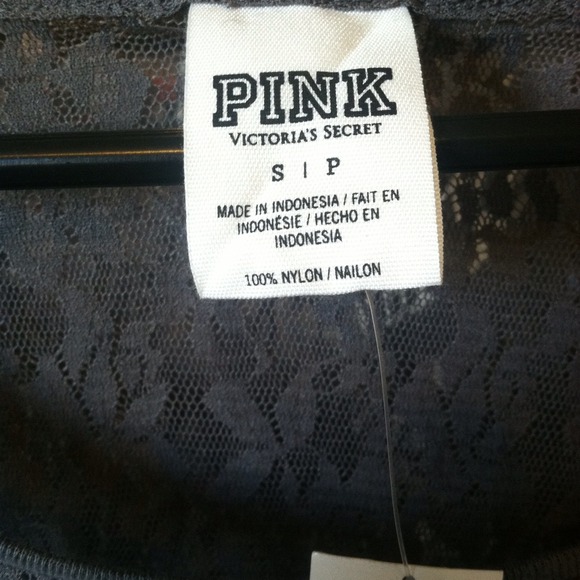 PINK
VICTORIA'S SECRET
S | P
MADE IN INDONESIA / FAIT EN
INDONÉSIE / HECHO EN
INDONESIA
100% NYLON / NAILON